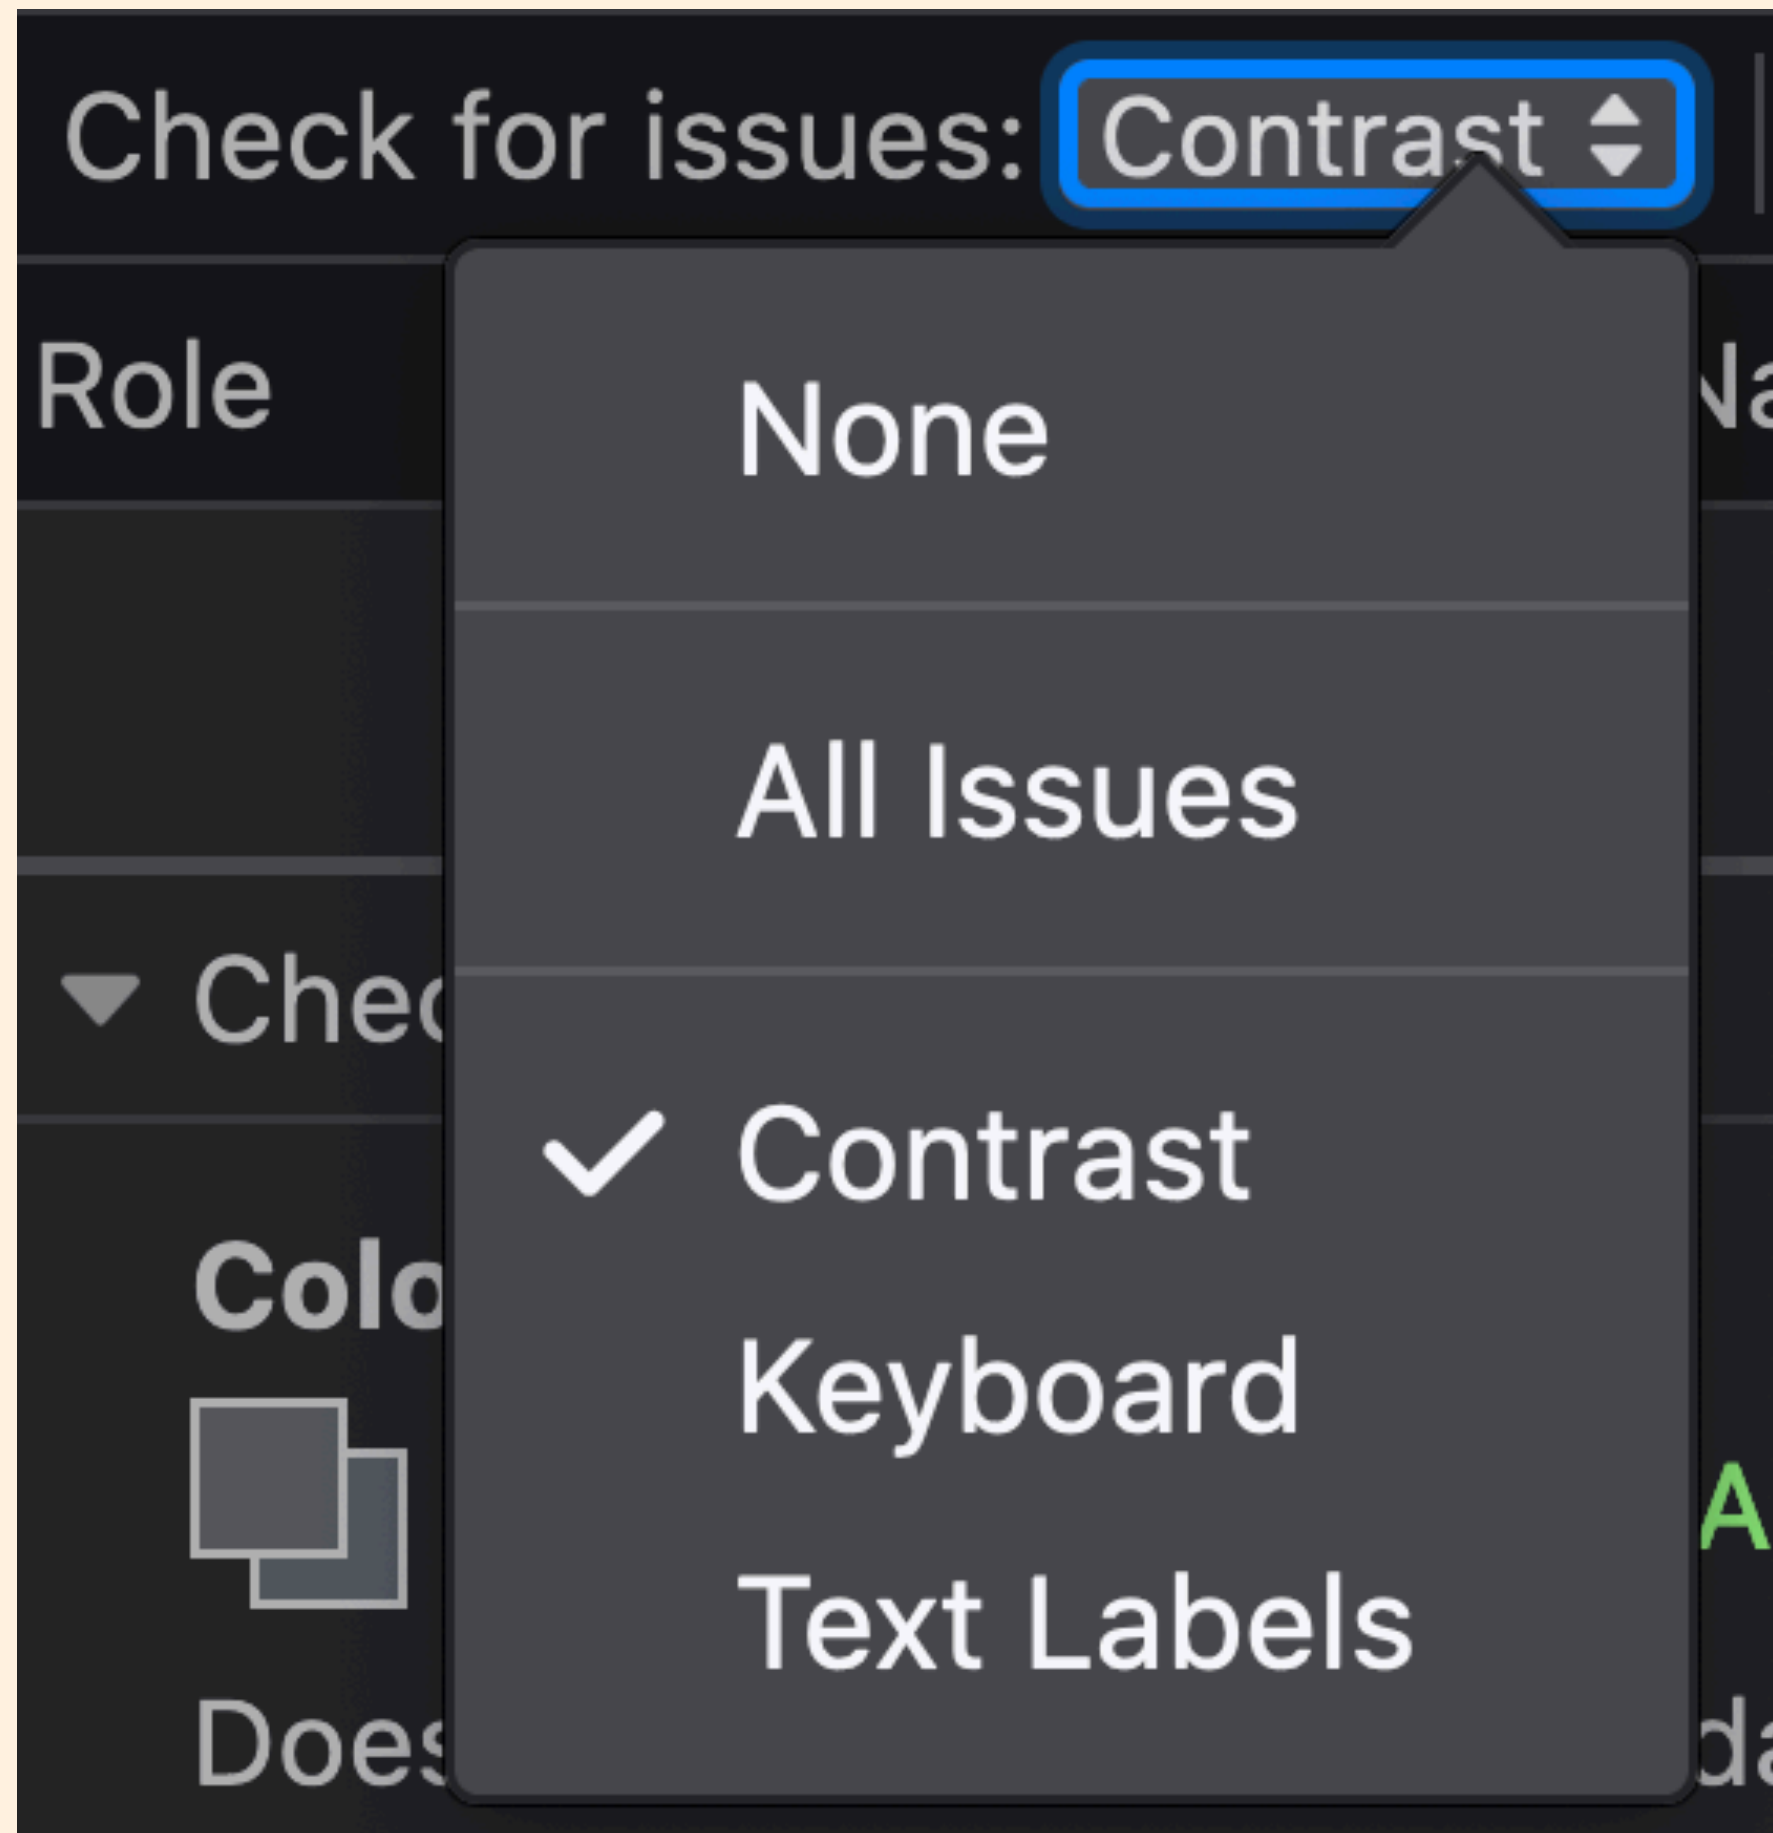 Check for issues: Contrast
Role
None
All Issues
Contrast
Keyboard
Text Labels